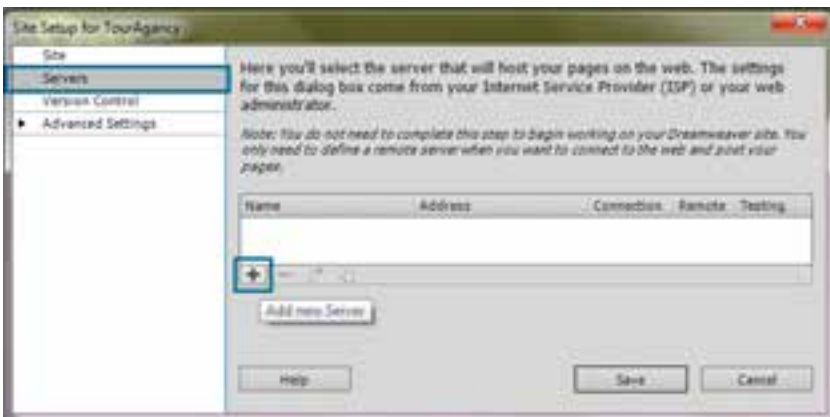 Site Setup for TourAgancy
Site
Servers
Version Control
Advanced Settings
Here you'll select the server that will host your pages on the web. The settings
for this dialog box come from your Internet Service Provider (ISP) or your web
administrator.
Note: You do not need to complete this step to begin working on your Dreamweaver site. You
only need to define a remote server when you want to connect to the web and post your
pages.
Name Address Connection Remote Testing
Add new Server
Help Save Cancel